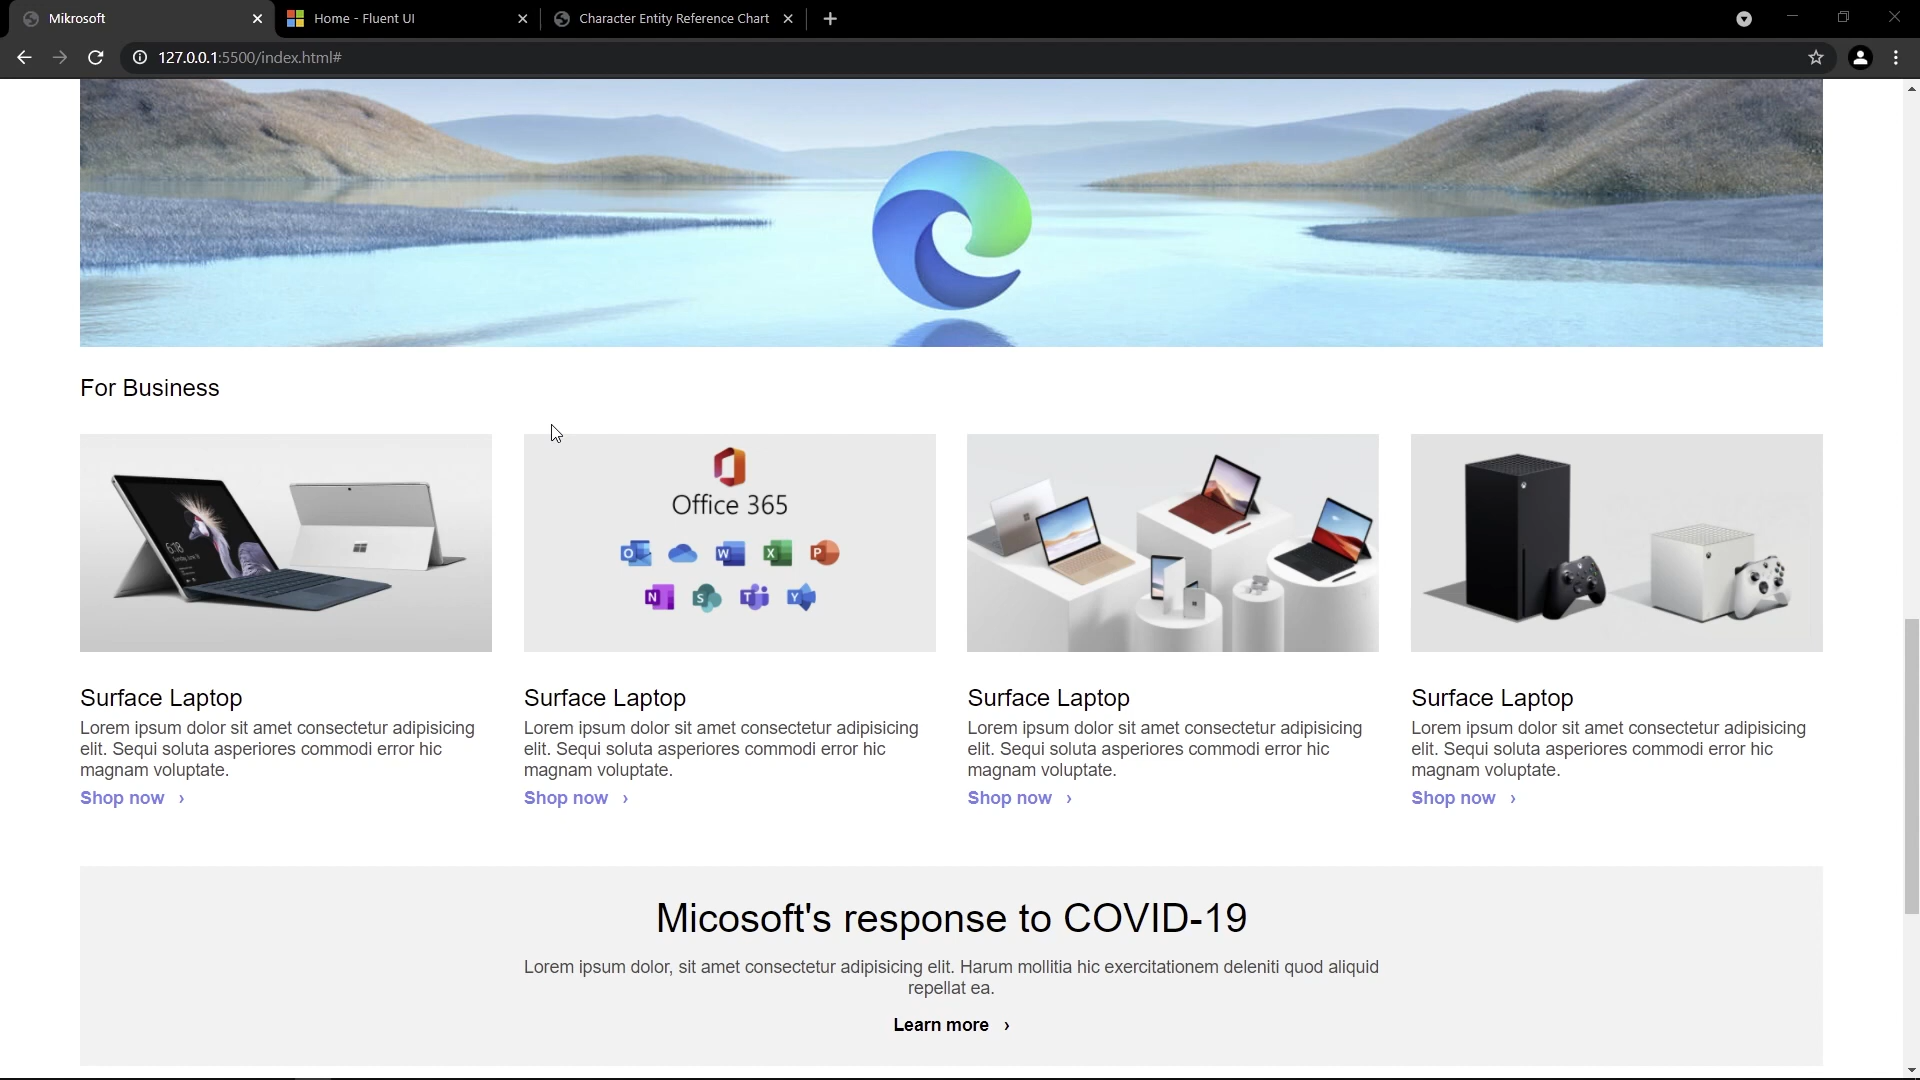 Mikrosoft
Home - Fluent UI
Character Entity Reference Chart
127.0.0.1:5500/index.html#
For Business
Office 365
O W X P
N S T Y
Surface Laptop
Lorem ipsum dolor sit amet consectetur adipisicing
elit. Sequi soluta asperiores commodi error hic
magnam voluptate.
Shop now ›
Surface Laptop
Lorem ipsum dolor sit amet consectetur adipisicing
elit. Sequi soluta asperiores commodi error hic
magnam voluptate.
Shop now ›
Surface Laptop
Lorem ipsum dolor sit amet consectetur adipisicing
elit. Sequi soluta asperiores commodi error hic
magnam voluptate.
Shop now ›
Surface Laptop
Lorem ipsum dolor sit amet consectetur adipisicing
elit. Sequi soluta asperiores commodi error hic
magnam voluptate.
Shop now ›
Micosoft's response to COVID-19
Lorem ipsum dolor, sit amet consectetur adipisicing elit. Harum mollitia hic exercitationem deleniti quod aliquid
repellat ea.
Learn more ›